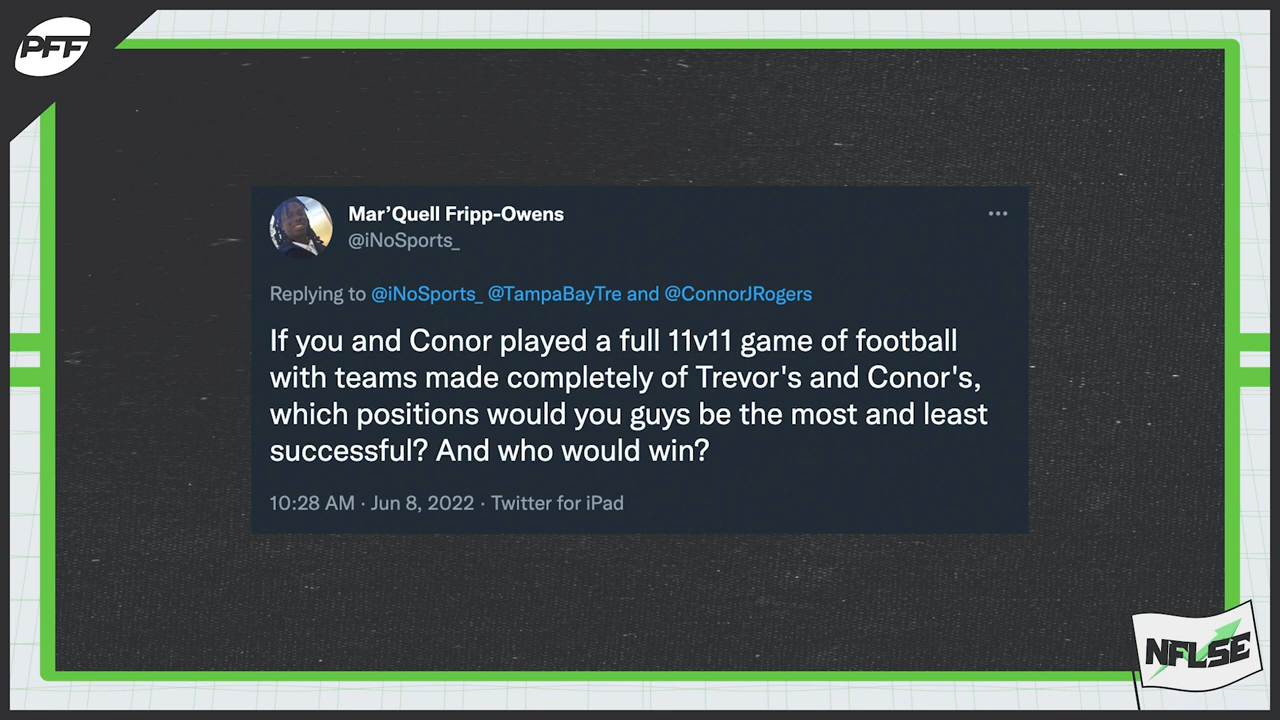 PFF
Mar’Quell Fripp-Owens
@iNoSports_
Replying to @iNoSports_ @TampaBayTre and @ConnorJRogers
If you and Conor played a full 11v11 game of football
with teams made completely of Trevor's and Conor's,
which positions would you guys be the most and least
successful? And who would win?
10:28 AM · Jun 8, 2022 · Twitter for iPad
NFLSE